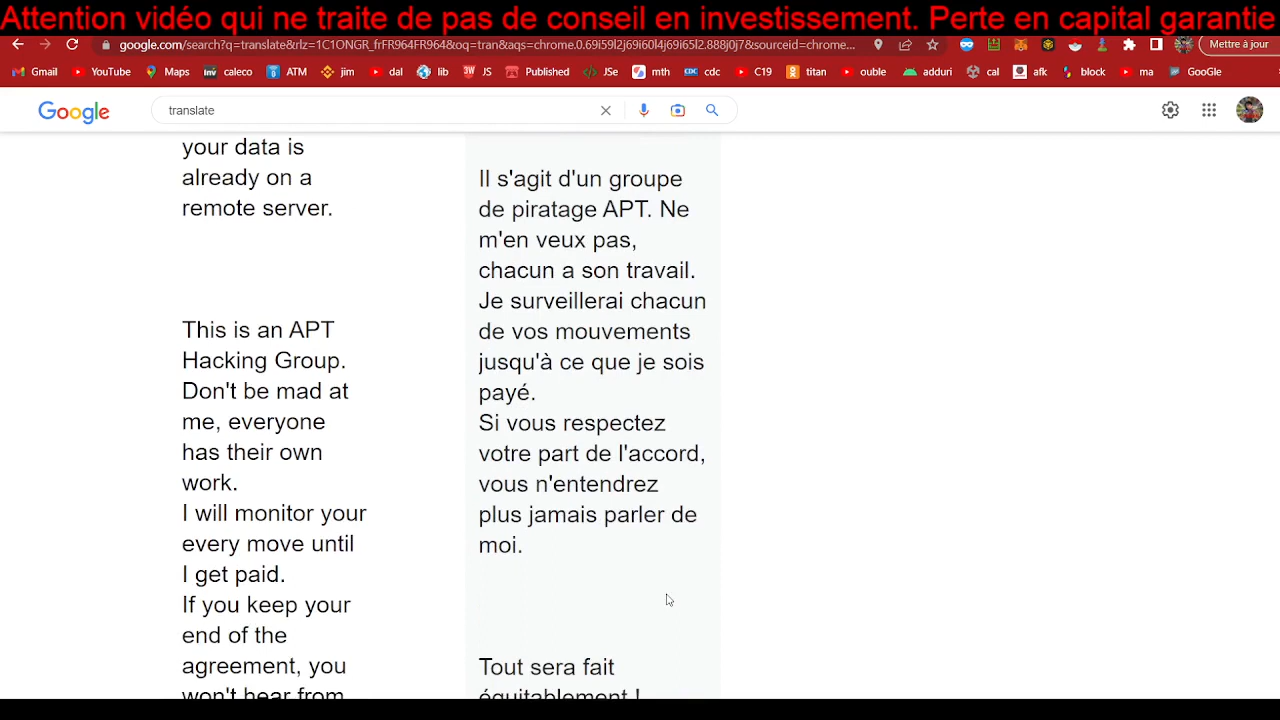 Attention vidéo qui ne traite de pas de conseil en investissement. Perte en capital garantie
google.com/search?q=translate&rlz=1C1ONGR_frFR964FR964&oq=tran&aqs=chrome.0.69i59l2j69i60l4j69i65l2.888j0j7&sourceid=chrome...
Mettre à jour
Gmail YouTube Maps caleco ATM jim dal lib JS Published JSe mth cdc C19 titan ouble adduri cal afk block ma GooGle
Google translate
your data is
already on a
remote server.
This is an APT
Hacking Group.
Don't be mad at
me, everyone
has their own
work.
I will monitor your
every move until
I get paid.
If you keep your
end of the
agreement, you
won't hear from
Il s'agit d'un groupe
de piratage APT. Ne
m'en veux pas,
chacun a son travail.
Je surveillerai chacun
de vos mouvements
jusqu'à ce que je sois
payé.
Si vous respectez
votre part de l'accord,
vous n'entendrez
plus jamais parler de
moi.
Tout sera fait
équitablement !